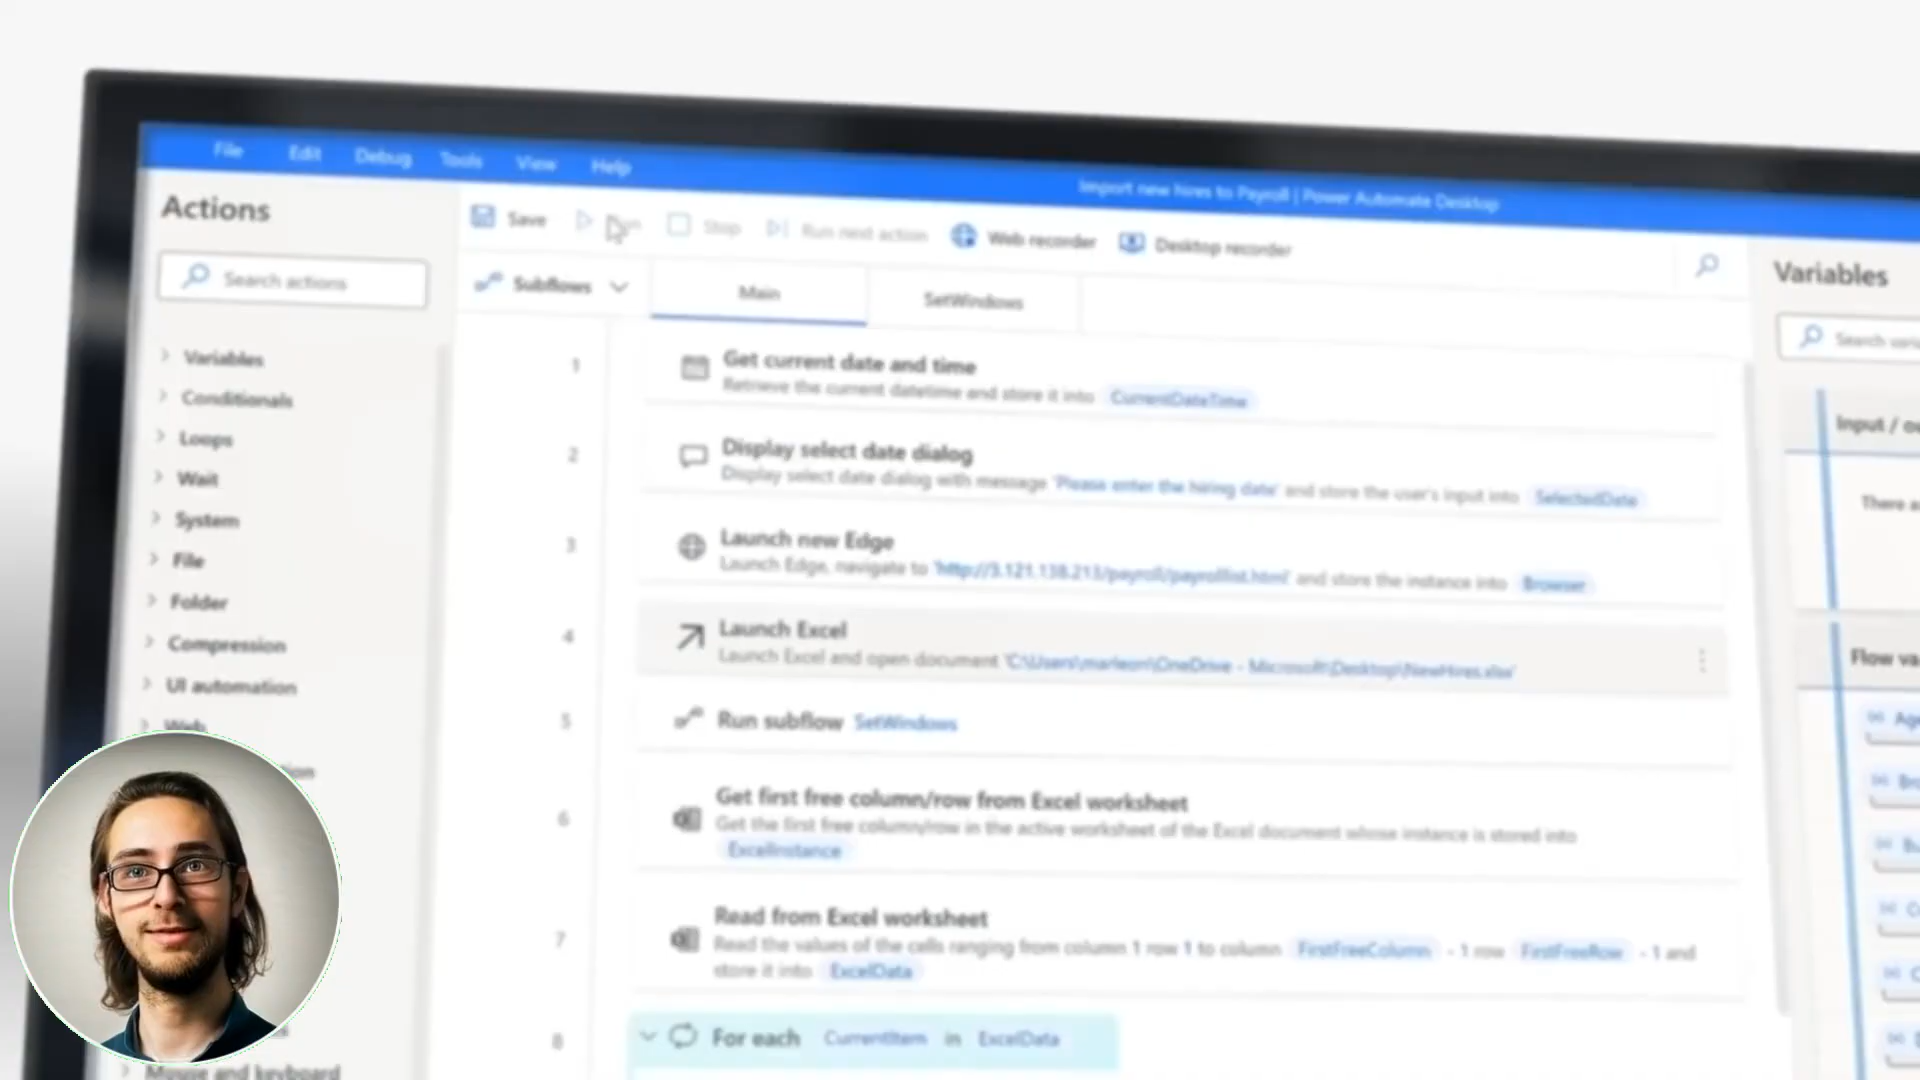 File Edit Debug Tools View Help
Import new hires to Payroll | Power Automate Desktop
Actions
Save Run Stop Run next action Web recorder Desktop recorder
Search actions
Subflows Main SetWindows
Variables
Search
Variables
Conditionals
Loops
Wait
System
File
Folder
Compression
UI automation
Web
Mouse and keyboard
1 Get current date and time
Retrieve the current datetime and store it into CurrentDateTime
2 Display select date dialog
Display select date dialog with message 'Please enter the hiring date' and store the user's input into SelectedDate
3 Launch new Edge
Launch Edge, navigate to 'http://3.121.138.213/payroll/payrolllist.html' and store the instance into Browser
4 Launch Excel
Launch Excel and open document 'C:\Users\marleon\OneDrive - Microsoft\Desktop\NewHires.xlsx'
5 Run subflow SetWindows
6 Get first free column/row from Excel worksheet
Get the first free column/row in the active worksheet of the Excel document whose instance is stored into
ExcelInstance
7 Read from Excel worksheet
Read the values of the cells ranging from column 1 row 1 to column FirstFreeColumn - 1 row FirstFreeRow - 1 and
store it into ExcelData
8 For each CurrentItem in ExcelData
Input /
There
Flow